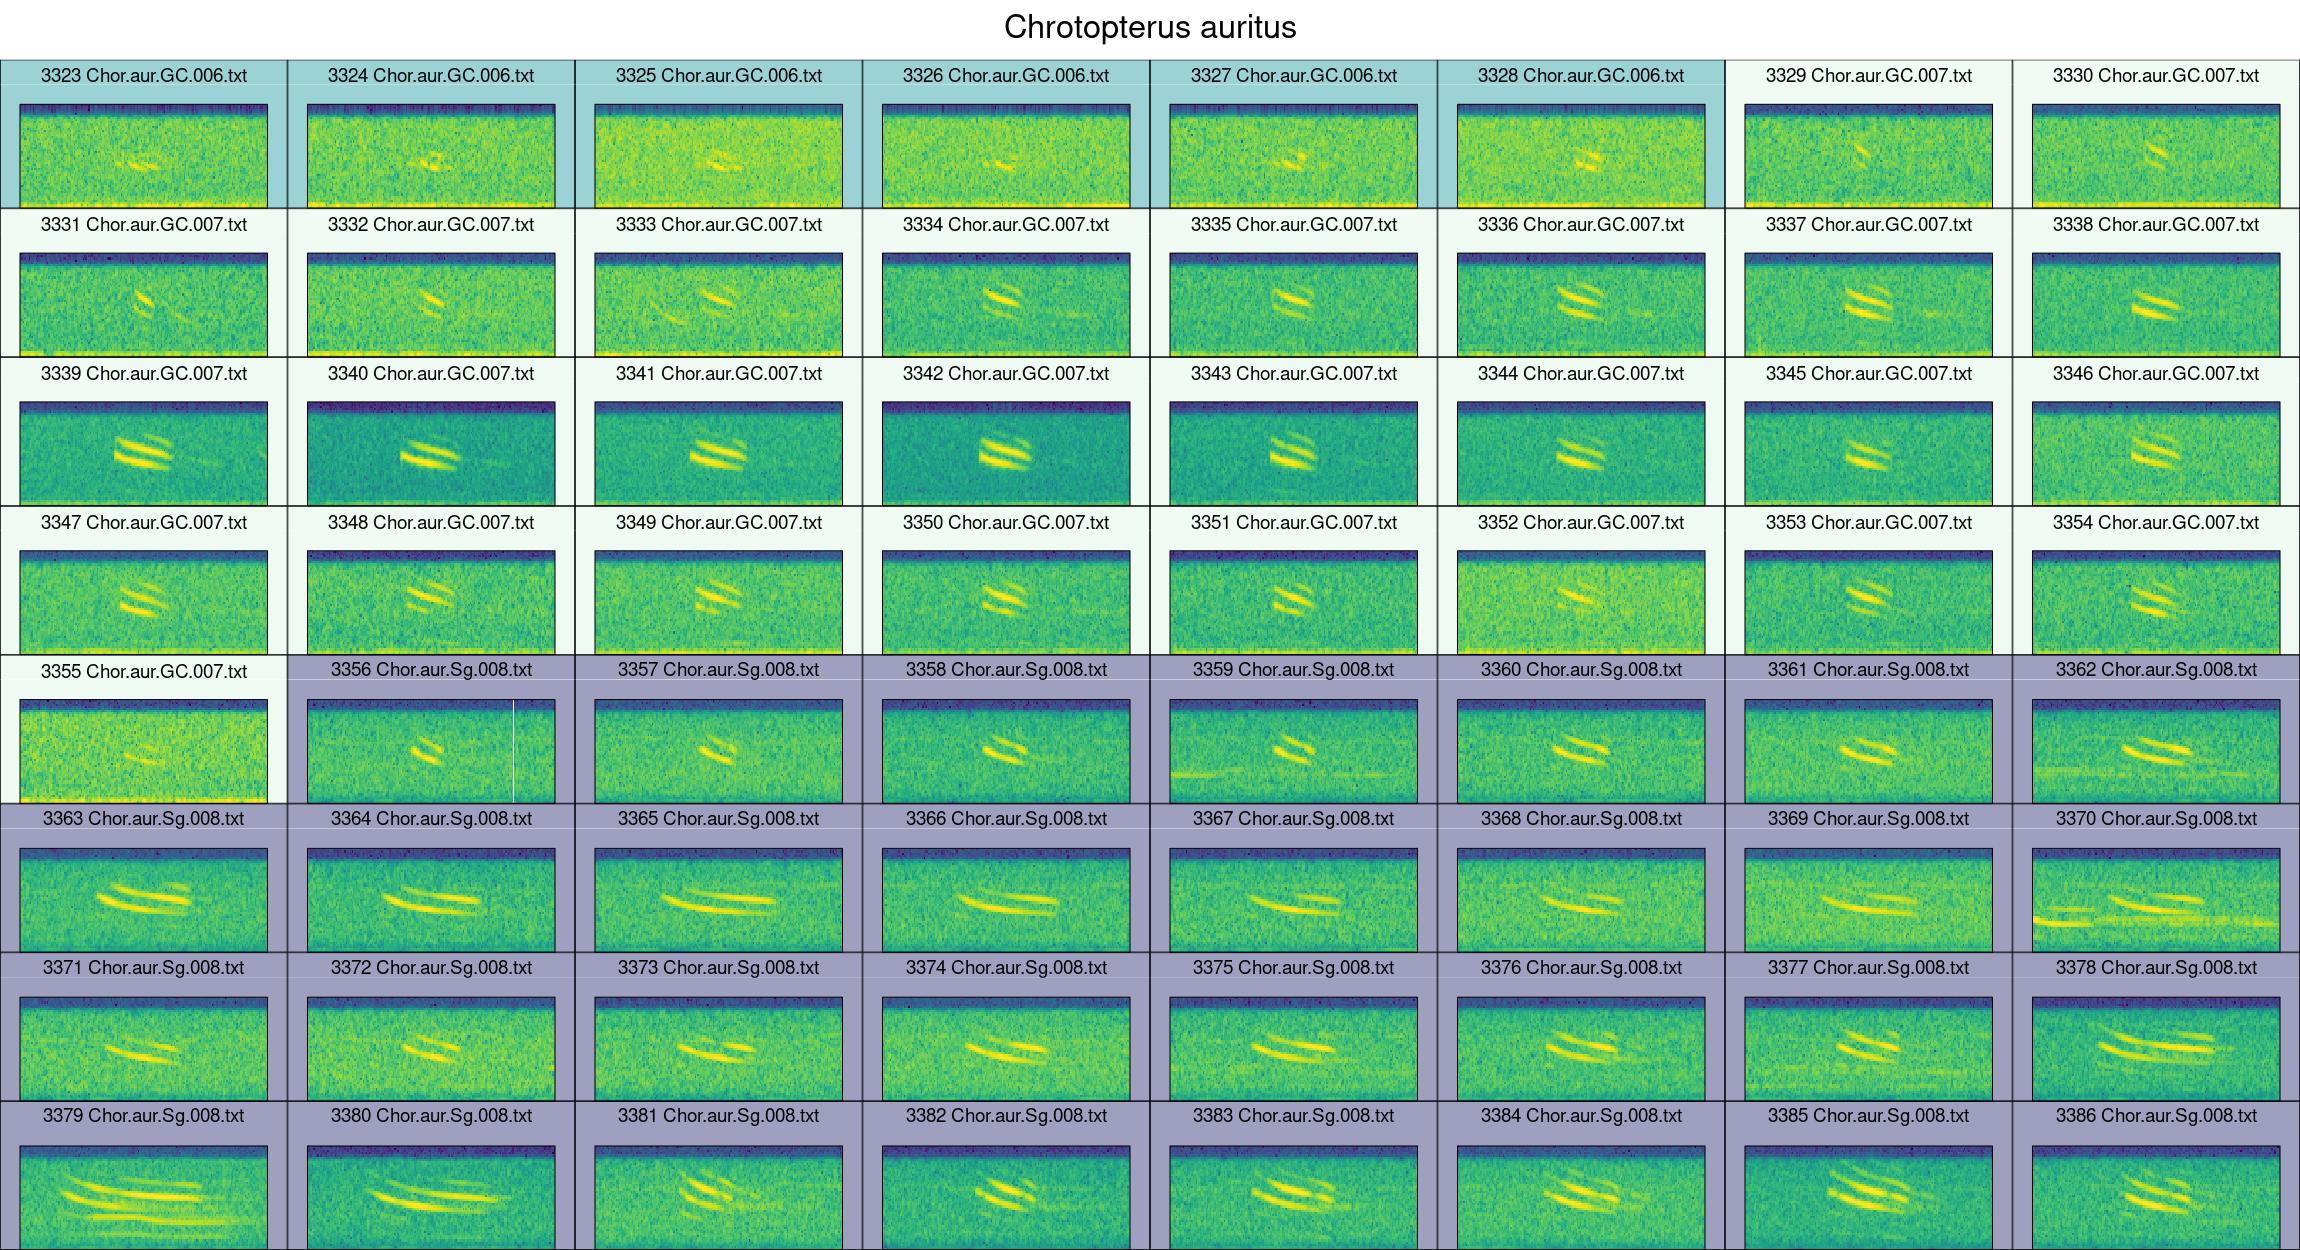 Chrotopterus auritus
3323 Chor.aur.GC.006.txt 3324 Chor.aur.GC.006.txt 3325 Chor.aur.GC.006.txt 3326 Chor.aur.GC.006.txt 3327 Chor.aur.GC.006.txt 3328 Chor.aur.GC.006.txt 3329 Chor.aur.GC.007.txt 3330 Chor.aur.GC.007.txt
3331 Chor.aur.GC.007.txt 3332 Chor.aur.GC.007.txt 3333 Chor.aur.GC.007.txt 3334 Chor.aur.GC.007.txt 3335 Chor.aur.GC.007.txt 3336 Chor.aur.GC.007.txt 3337 Chor.aur.GC.007.txt 3338 Chor.aur.GC.007.txt
3339 Chor.aur.GC.007.txt 3340 Chor.aur.GC.007.txt 3341 Chor.aur.GC.007.txt 3342 Chor.aur.GC.007.txt 3343 Chor.aur.GC.007.txt 3344 Chor.aur.GC.007.txt 3345 Chor.aur.GC.007.txt 3346 Chor.aur.GC.007.txt
3347 Chor.aur.GC.007.txt 3348 Chor.aur.GC.007.txt 3349 Chor.aur.GC.007.txt 3350 Chor.aur.GC.007.txt 3351 Chor.aur.GC.007.txt 3352 Chor.aur.GC.007.txt 3353 Chor.aur.GC.007.txt 3354 Chor.aur.GC.007.txt
3355 Chor.aur.GC.007.txt 3356 Chor.aur.Sg.008.txt 3357 Chor.aur.Sg.008.txt 3358 Chor.aur.Sg.008.txt 3359 Chor.aur.Sg.008.txt 3360 Chor.aur.Sg.008.txt 3361 Chor.aur.Sg.008.txt 3362 Chor.aur.Sg.008.txt
3363 Chor.aur.Sg.008.txt 3364 Chor.aur.Sg.008.txt 3365 Chor.aur.Sg.008.txt 3366 Chor.aur.Sg.008.txt 3367 Chor.aur.Sg.008.txt 3368 Chor.aur.Sg.008.txt 3369 Chor.aur.Sg.008.txt 3370 Chor.aur.Sg.008.txt
3371 Chor.aur.Sg.008.txt 3372 Chor.aur.Sg.008.txt 3373 Chor.aur.Sg.008.txt 3374 Chor.aur.Sg.008.txt 3375 Chor.aur.Sg.008.txt 3376 Chor.aur.Sg.008.txt 3377 Chor.aur.Sg.008.txt 3378 Chor.aur.Sg.008.txt
3379 Chor.aur.Sg.008.txt 3380 Chor.aur.Sg.008.txt 3381 Chor.aur.Sg.008.txt 3382 Chor.aur.Sg.008.txt 3383 Chor.aur.Sg.008.txt 3384 Chor.aur.Sg.008.txt 3385 Chor.aur.Sg.008.txt 3386 Chor.aur.Sg.008.txt